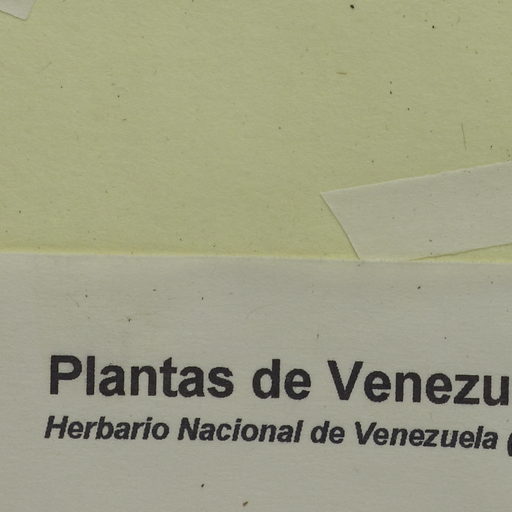 Plantas de Venezu
Herbario Nacional de Venezuela (